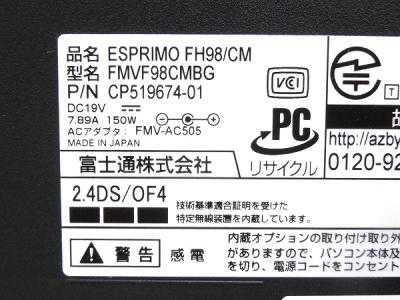 品名 ESPRIMO FH98/CM
型名 FMVF98CMBG
P/N CP519674-01
DC19V
7.89A 150W
ACアダプタ: FMV-AC505
MADE IN JAPAN
富士通株式会社
VCI
PC
リサイクル
http://azby
0120-92
2.4DS/OF4
技術基準適合証明を受けた
特定無線設備を内蔵しています。
警告 感電
内蔵オプションの取り付け取り外
がありますので、パソコン本体及
を切り、電源コードをコンセント